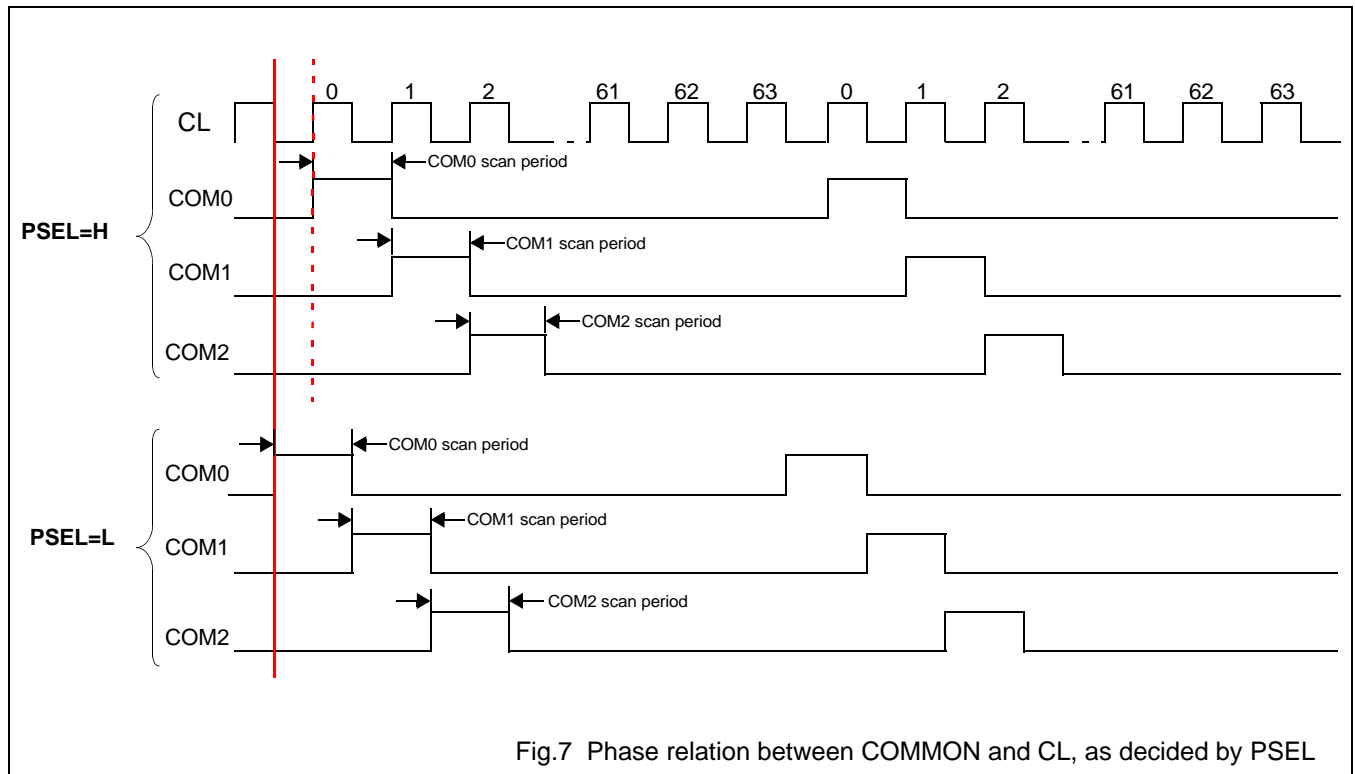 0 1 2 61 62 63 0 1 2 61 62 63
CL
COM0 scan period
COM0
PSEL=H
COM1 scan period
COM1
COM2 scan period
COM2
COM0 scan period
COM0
COM1 scan period
PSEL=L
COM1
COM2 scan period
COM2
Fig.7 Phase relation between COMMON and CL, as decided by PSEL